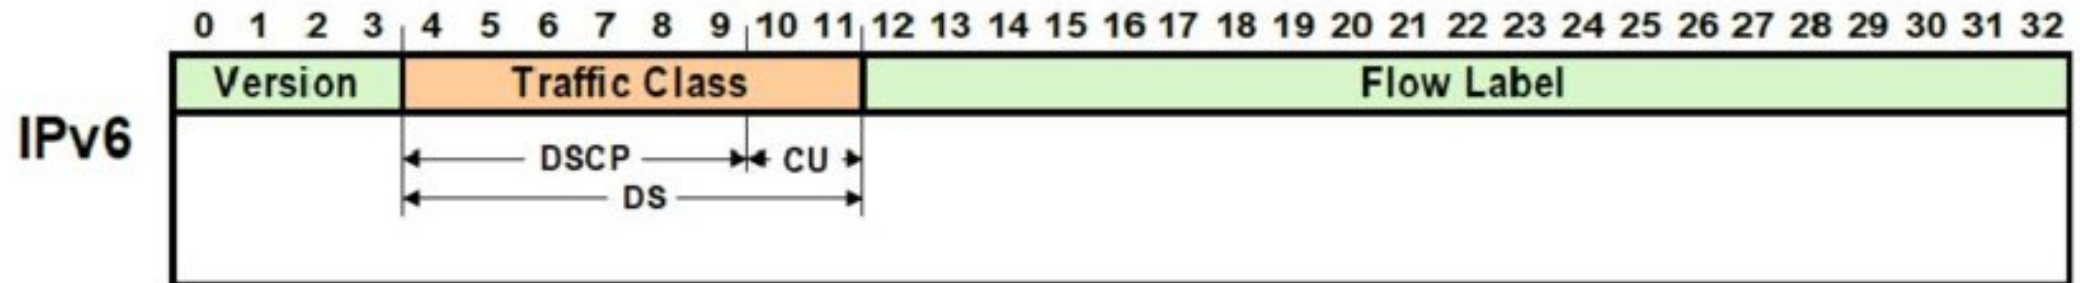 0 1 2 3 4 5 6 7 8 9 10 11 12 13 14 15 16 17 18 19 20 21 22 23 24 25 26 27 28 29 30 31 32
Version Traffic Class Flow Label
IPv6
DSCP CU
DS